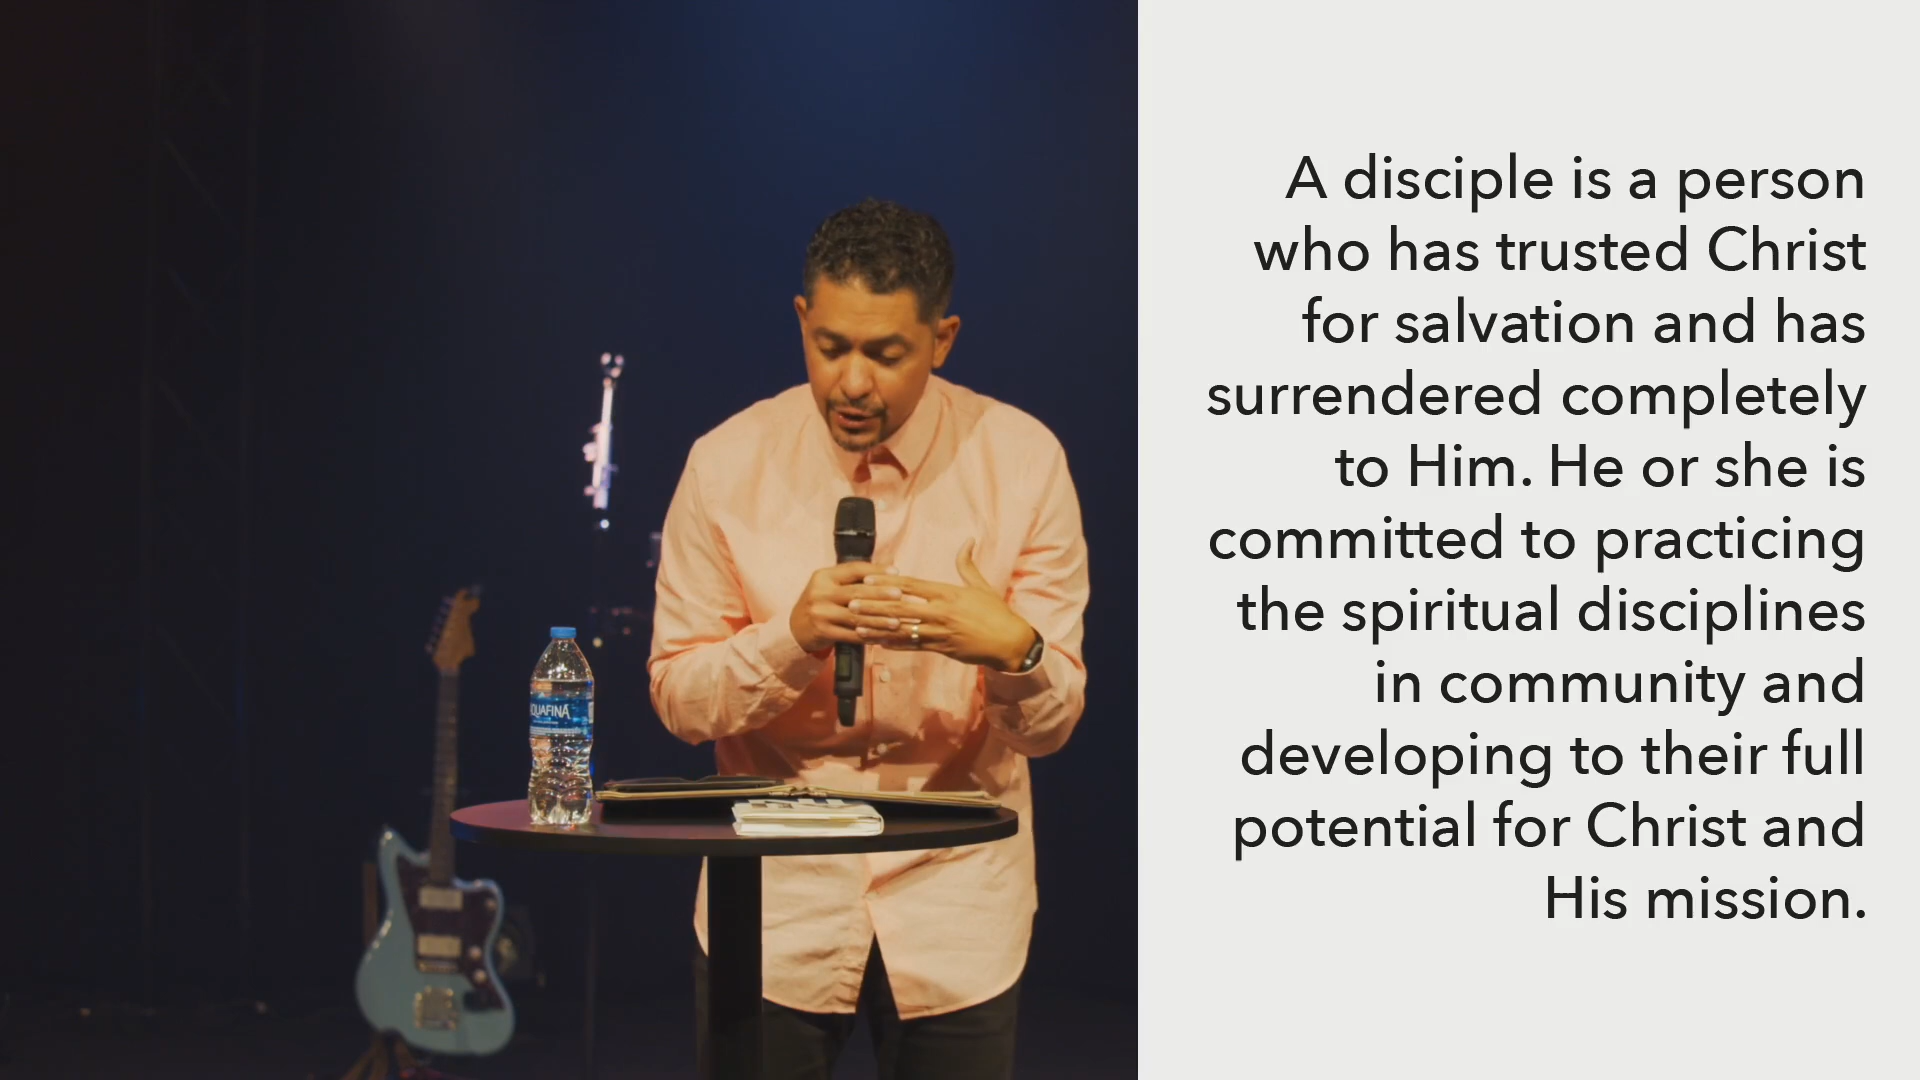 A disciple is a person
who has trusted Christ
for salvation and has
surrendered completely
to Him. He or she is
committed to practicing
the spiritual disciplines
in community and
developing to their full
potential for Christ and
His mission.
QUAFINA